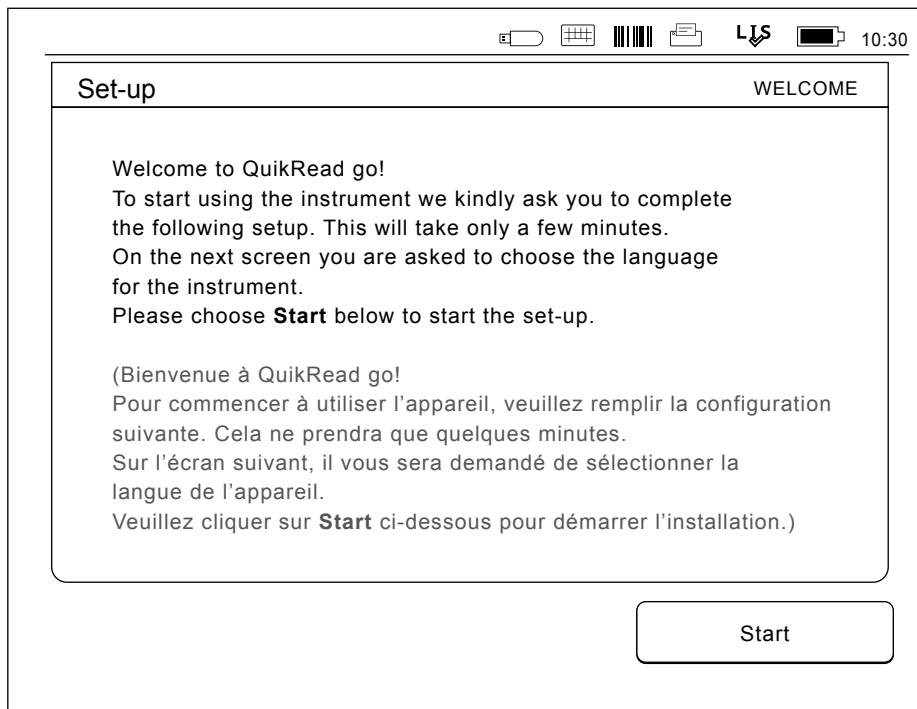 LIS 10:30
Set-up WELCOME
Welcome to QuikRead go!
To start using the instrument we kindly ask you to complete
the following setup. This will take only a few minutes.
On the next screen you are asked to choose the language
for the instrument.
Please choose Start below to start the set-up.
(Bienvenue à QuikRead go!
Pour commencer à utiliser l’appareil, veuillez remplir la configuration
suivante. Cela ne prendra que quelques minutes.
Sur l’écran suivant, il vous sera demandé de sélectionner la
langue de l’appareil.
Veuillez cliquer sur Start ci-dessous pour démarrer l’installation.)
Start